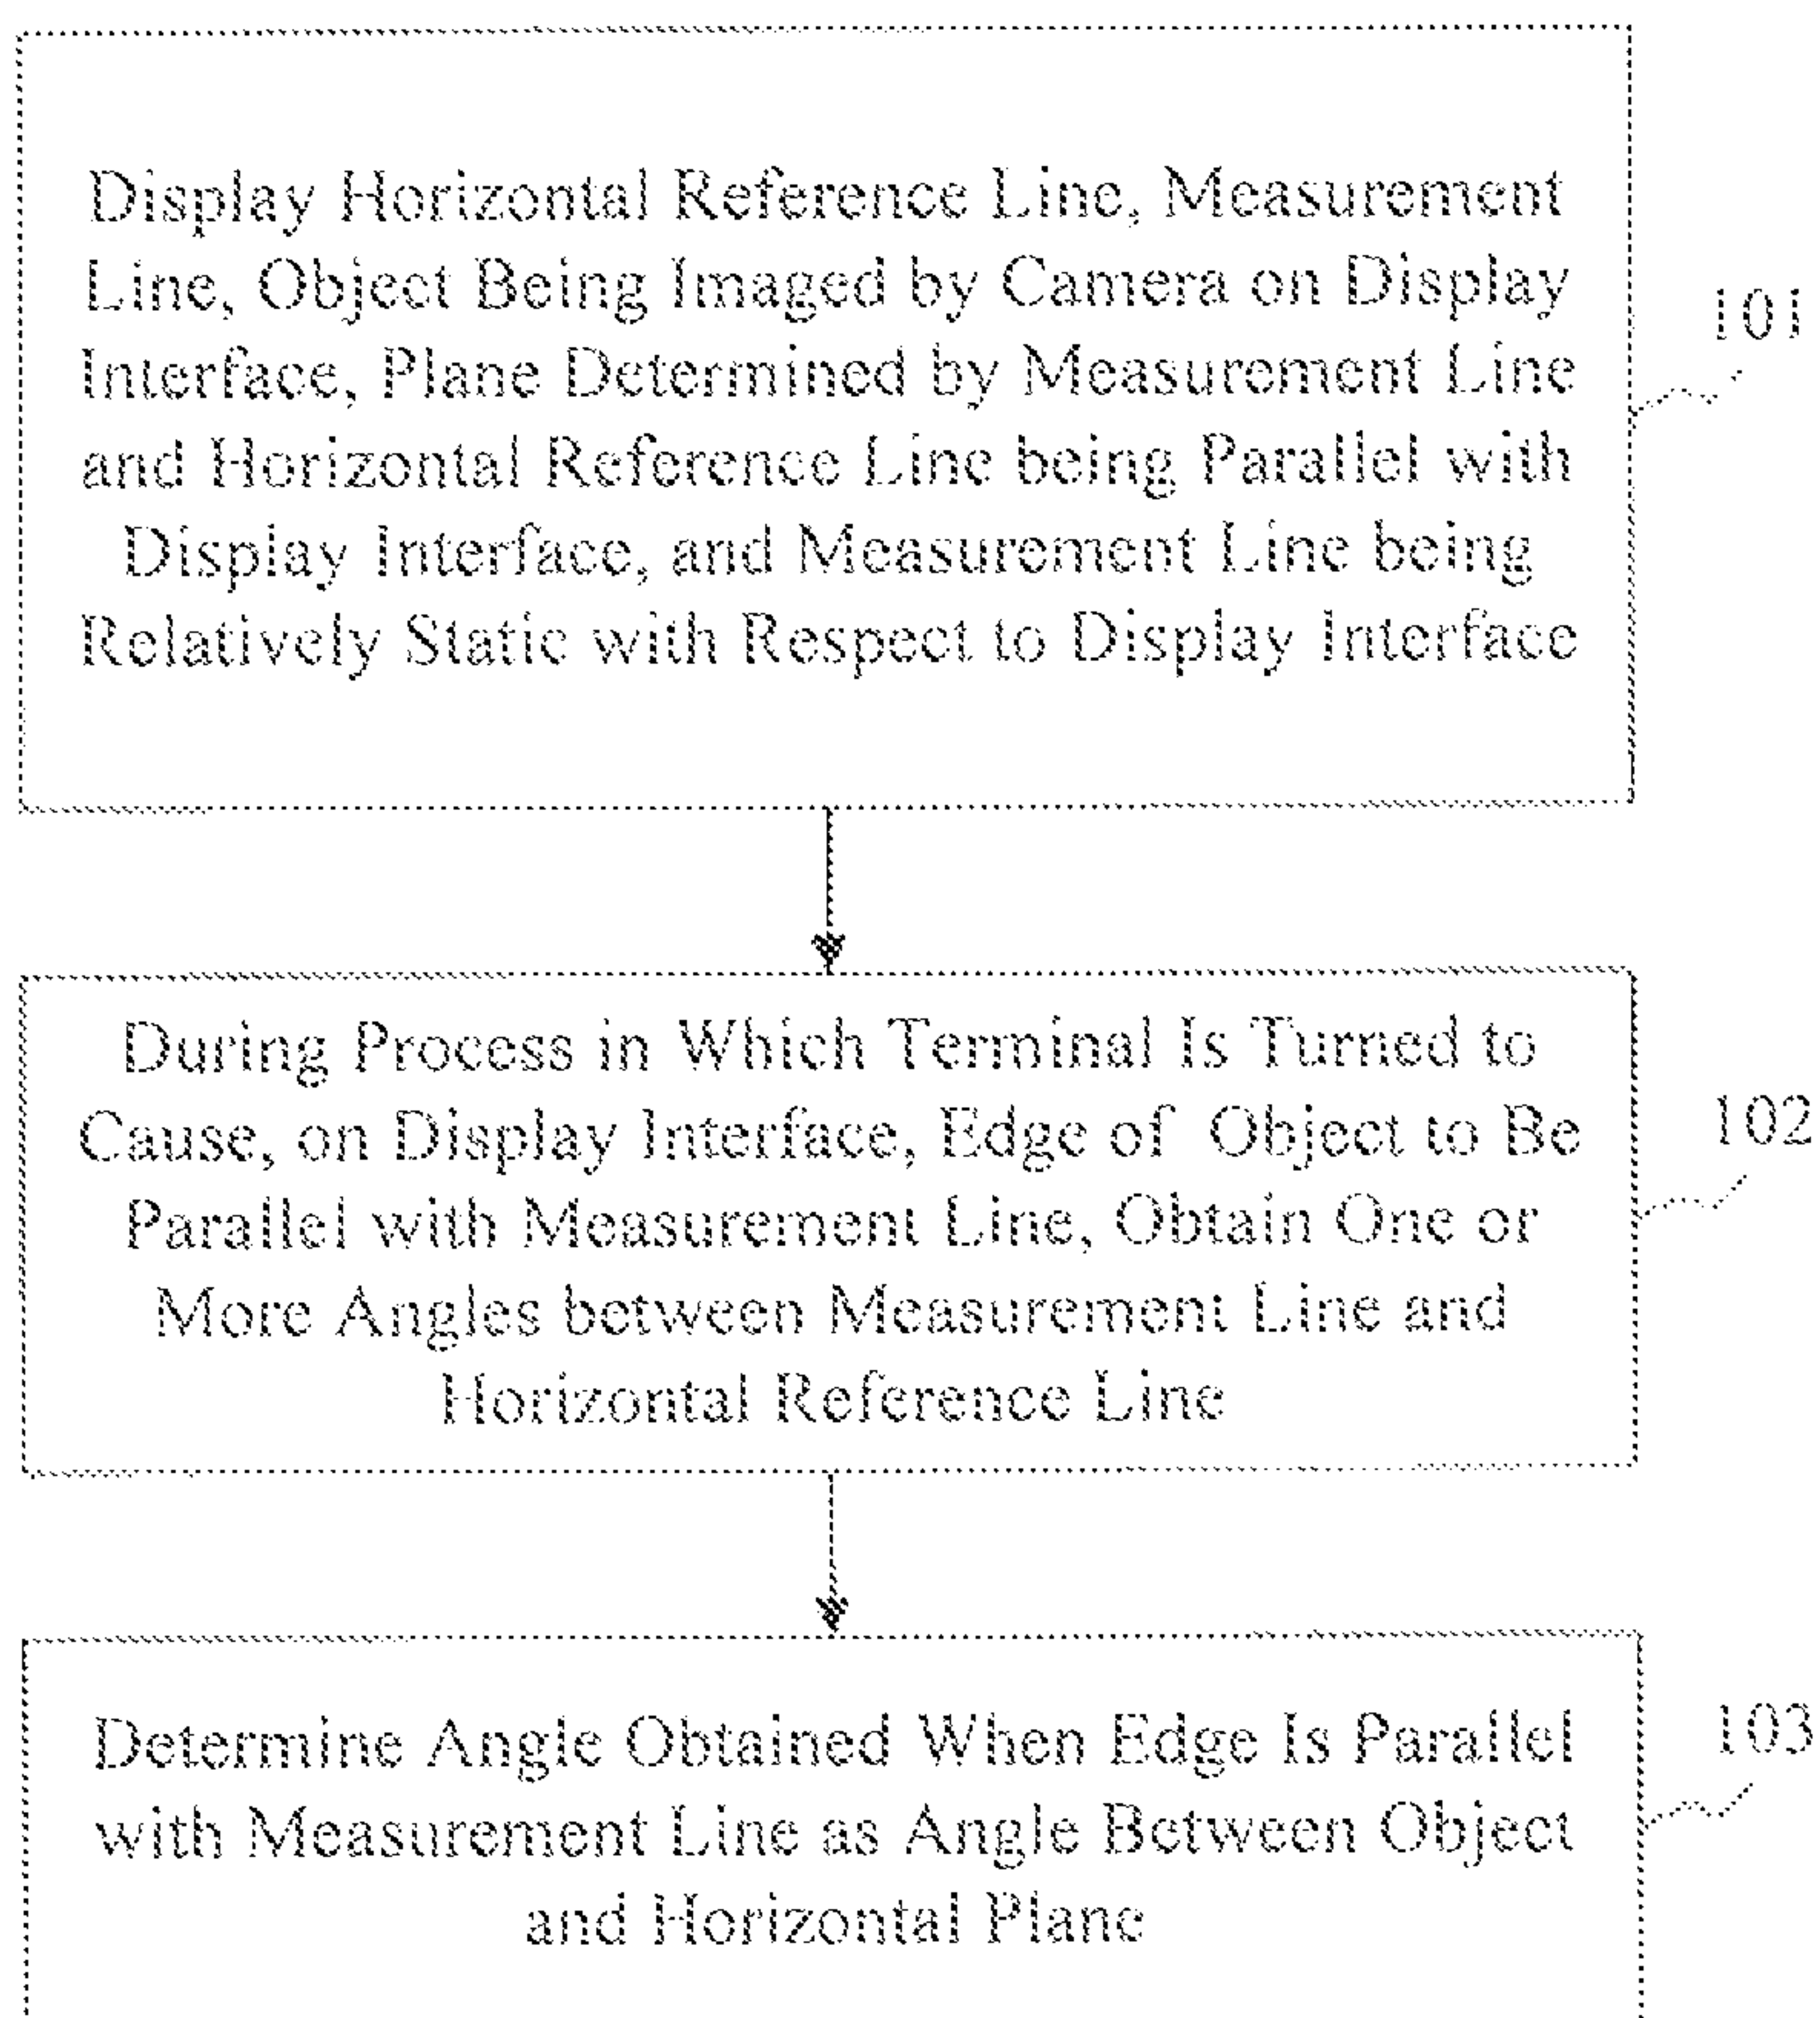 Display Horizontal Reference Line, Measurement
Line, Object Being Imaged by Camera on Display
Interface, Plane Determined by Measurement Line
and Horizontal Reference Line being Parallel with
Display Interface, and Measurement Line being
Relatively Static with Respect to Display Interface
101
During Process in Which Terminal Is Turned to
Cause, on Display Interface, Edge of Object to Be
Parallel with Measurement Line, Obtain One or
More Angles between Measurement Line and
Horizontal Reference Line
102
Determine Angle Obtained When Edge Is Parallel
with Measurement Line as Angle Between Object
and Horizontal Plane
103